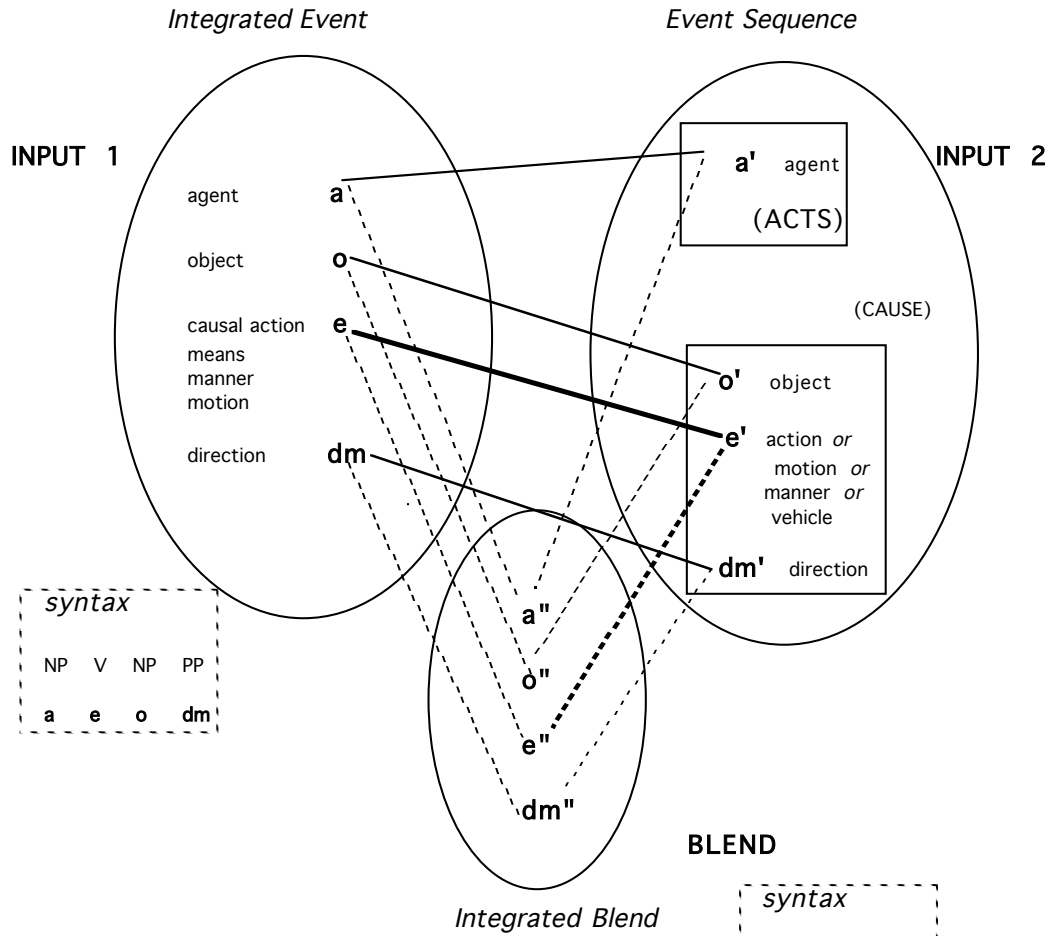 Integrated Event
Event Sequence
INPUT 1
INPUT 2
agent a
object o
causal action e
means
manner
motion
direction dm
a' agent
(ACTS)
(CAUSE)
o' object
e' action or
motion or
manner or
vehicle
dm' direction
syntax
NP V NP PP
a e o dm
a"
o"
e"
dm"
BLEND
Integrated Blend
syntax